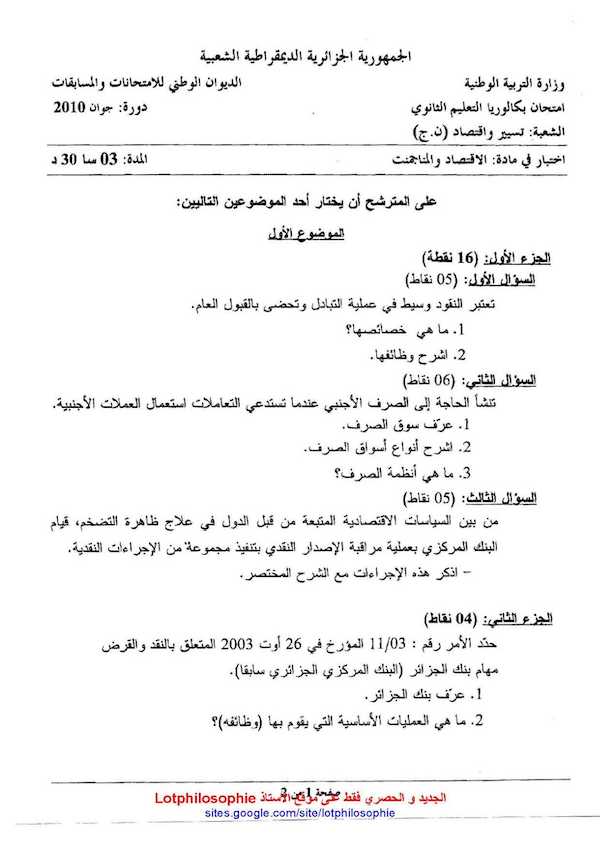 الجمهورية الجزائرية الديمقراطية الشعبية
وزارة التربية الوطنية الديوان الوطني للامتحانات والمسابقات
امتحان بكالوريا التعليم الثانوي دورة: جوان 2010
الشعبة: تسيير واقتصاد (ن.ج)
اختبار في مادة: الاقتصاد والمناجمنت المدة: 03 سا 30 د
على المترشح أن يختار أحد الموضوعين التاليين:
الموضوع الأول
الجزء الأول: (16 نقطة)
السؤال الأول: (05 نقاط)
تعتبر النقود وسيط في عملية التبادل وتحضى بالقبول العام.
1. ما هي خصائصها؟
2. اشرح وظائفها.
السؤال الثاني: (06 نقاط)
تنشأ الحاجة إلى الصرف الأجنبي عندما تستدعي التعاملات استعمال العملات الأجنبية.
1. عرّف سوق الصرف.
2. اشرح أنواع أسواق الصرف.
3. ما هي أنظمة الصرف؟
السؤال الثالث: (05 نقاط)
من بين السياسات الاقتصادية المتبعة من قبل الدول في علاج ظاهرة التضخم، قيام
البنك المركزي بعملية مراقبة الإصدار النقدي بتنفيذ مجموعة من الإجراءات النقدية.
– اذكر هذه الإجراءات مع الشرح المختصر.
الجزء الثاني: (04 نقاط)
حدّد الأمر رقم : 11/03 المؤرخ في 26 أوت 2003 المتعلق بالنقد والقرض
مهام بنك الجزائر (البنك المركزي الجزائري سابقا).
1. عرّف بنك الجزائر.
2. ما هي العمليات الأساسية التي يقوم بها (وظائفه)؟
صفحة 1 من 2
الجديد و الحصري فقط على موقع الأستاذ Lotphilosophie
sites.google.com/site/lotphilosophie